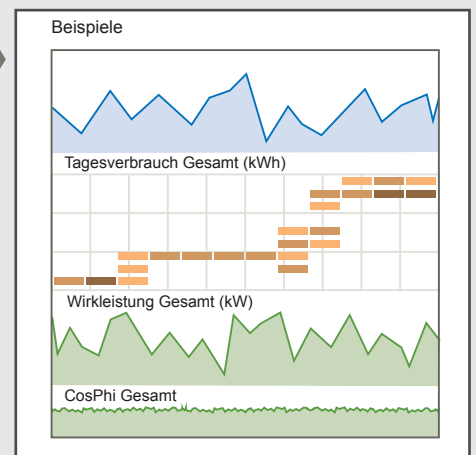 Beispiele
Tagesverbrauch Gesamt (kWh)
Wirkleistung Gesamt (kW)
CosPhi Gesamt